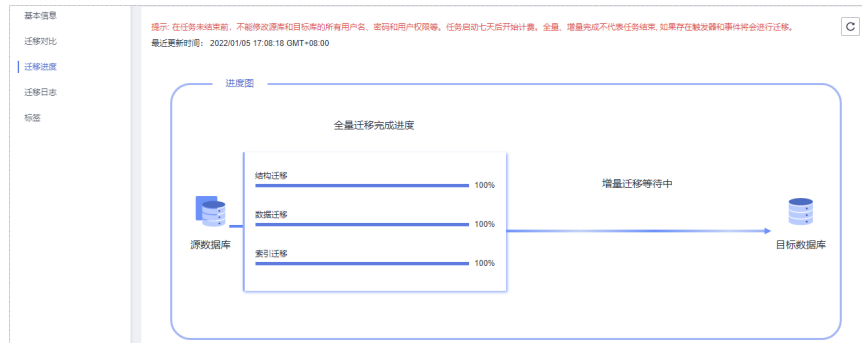 基本信息
迁移对比
迁移进度
迁移日志
标签
提示: 在任务未结束前，不能修改源库和目标库的所有用户名、密码和用户权限等。任务启动七天后开始计费。全量、增量完成不代表任务结束, 如果存在触发器和事件将会进行迁移。
最近更新时间： 2022/01/05 17:08:18 GMT+08:00
进度图
全量迁移完成进度
结构迁移
100%
数据迁移
100%
索引迁移
100%
源数据库
增量迁移等待中
目标数据库